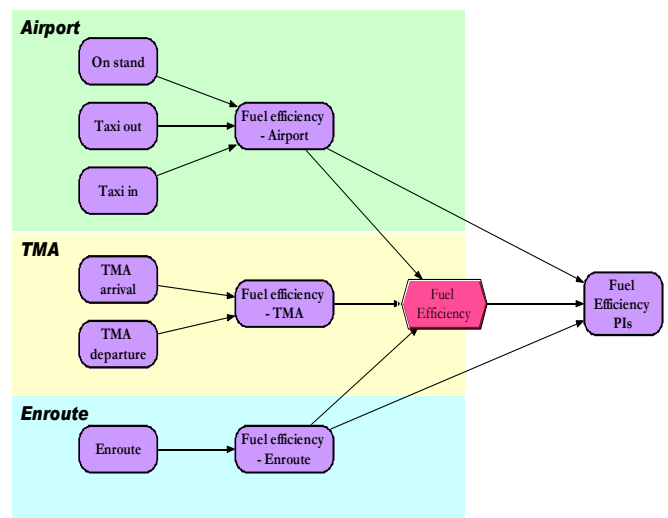 Airport
On stand
Taxi out
Taxi in
Fuel efficiency
- Airport
TMA
TMA
arrival
TMA
departure
Fuel efficiency
- TMA
Fuel
Efficiency
Fuel
Efficiency
PIs
Enroute
Enroute
Fuel efficiency
- Enroute